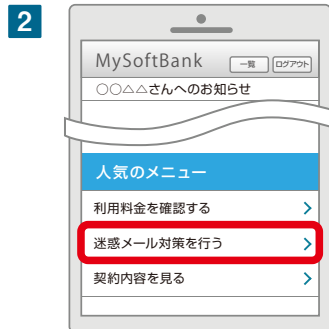 2
MySoftBank 一覧 ログアウト
○○△△さんへのお知らせ
人気のメニュー
利用料金を確認する
迷惑メール対策を行う
契約内容を見る